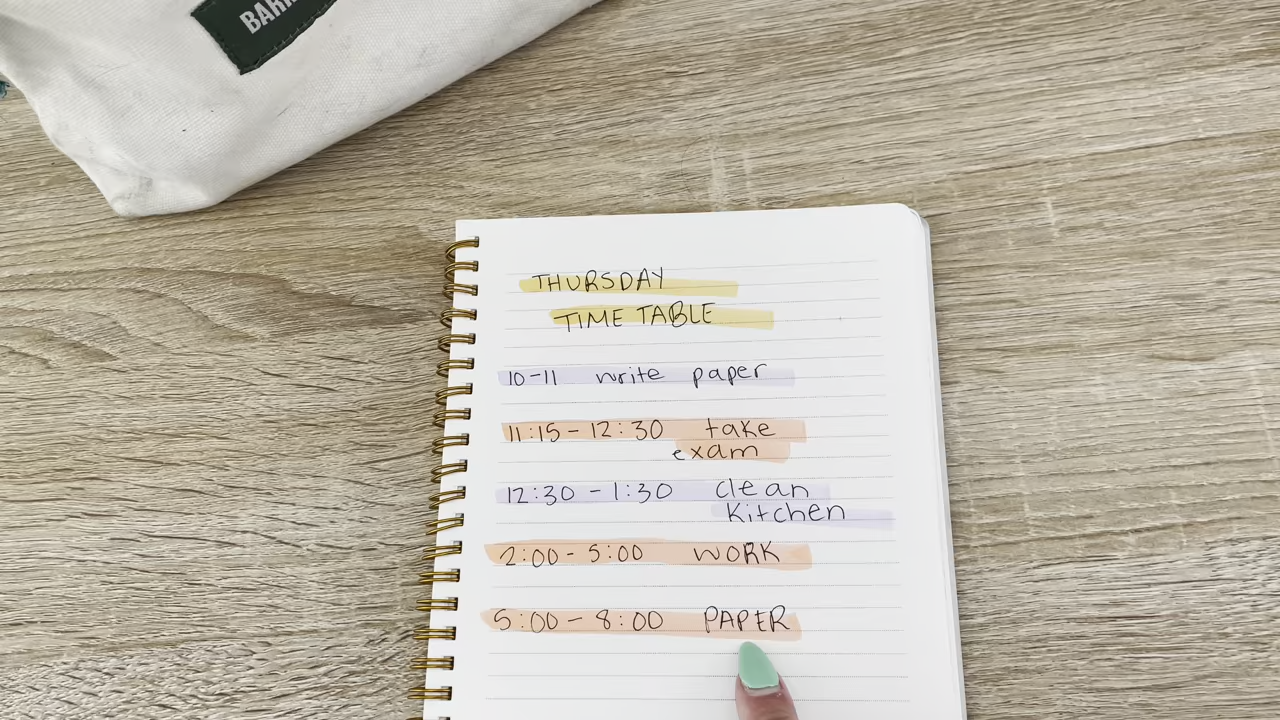 THURSDAY
TIME TABLE
10-11 write paper
11:15-12:30 take
exam
12:30-1:30 clean
kitchen
2:00-5:00 WORK
5:00-8:00 PAPER